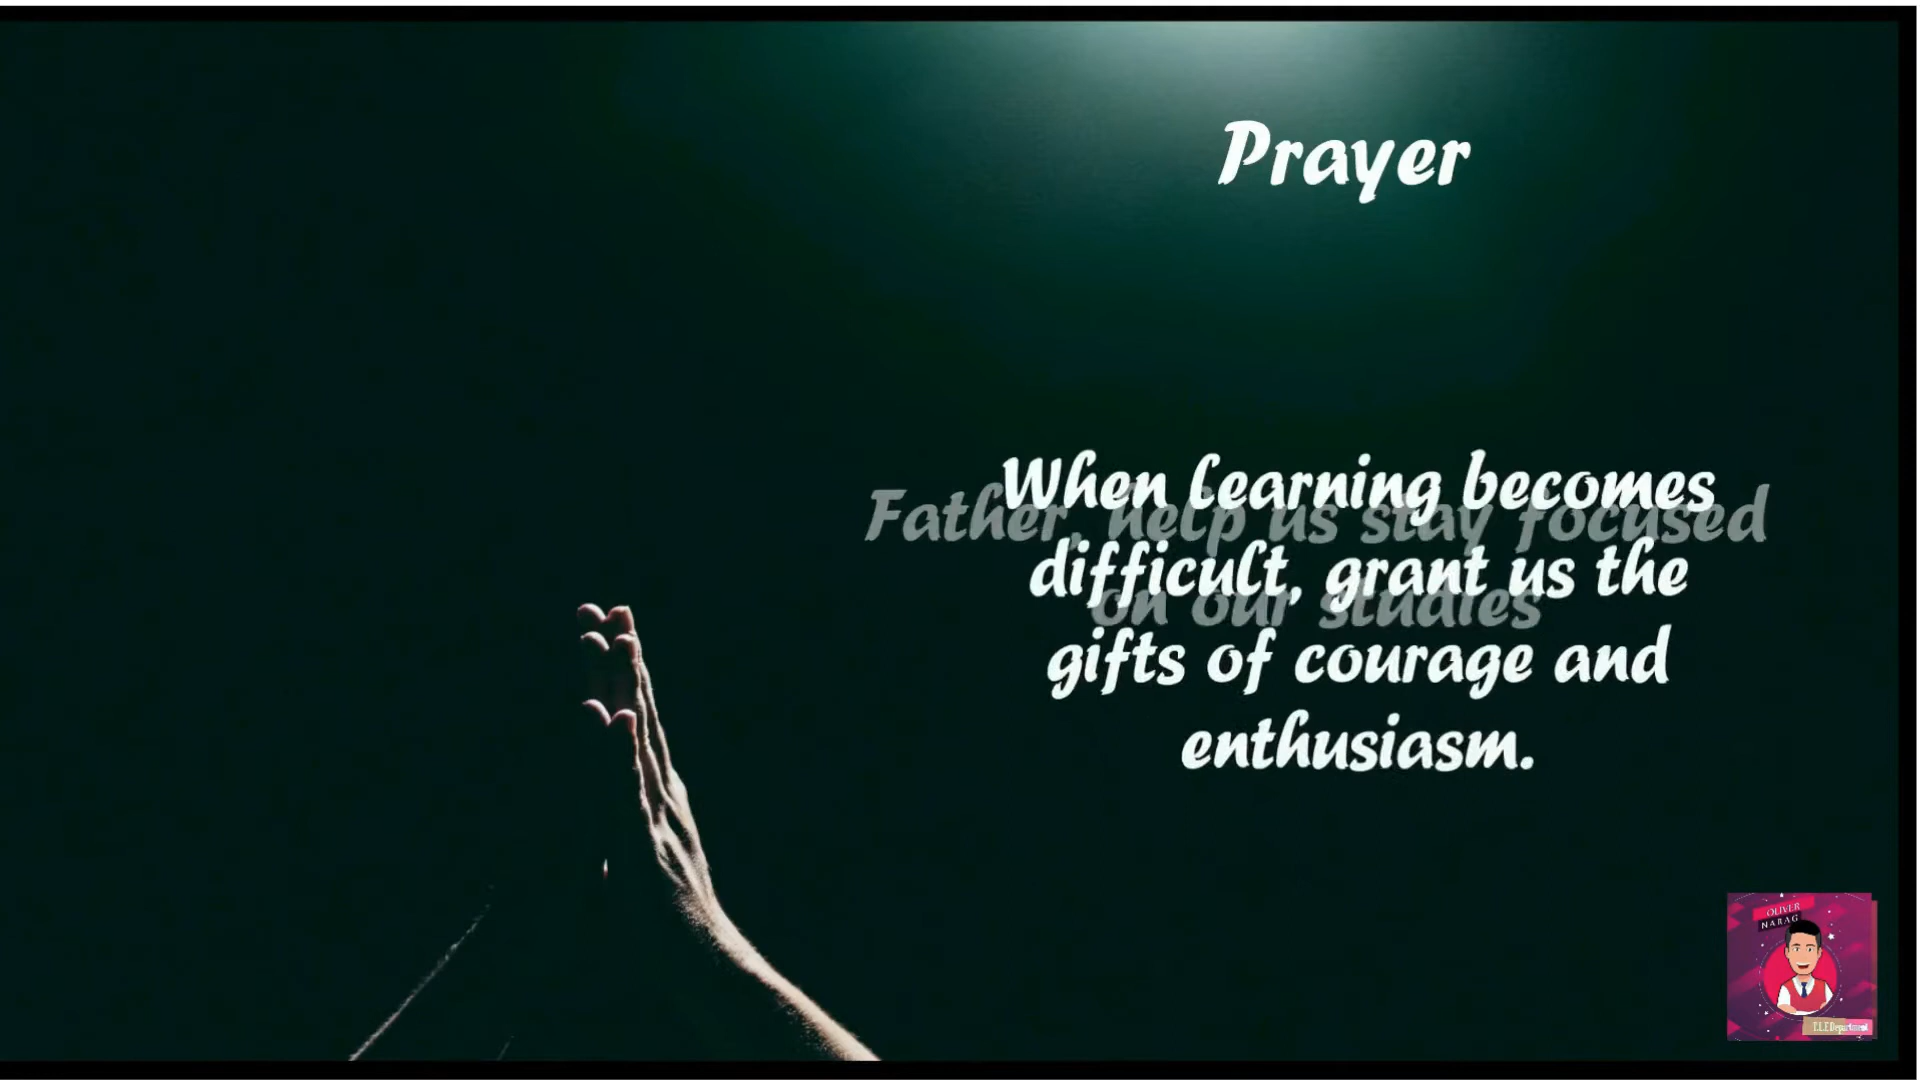 Prayer
When learning becomes
difficult, grant us the
gifts of courage and
enthusiasm.
Father, help us stay focused
on our studies
OLIVER
NARAG
T.L.E Department